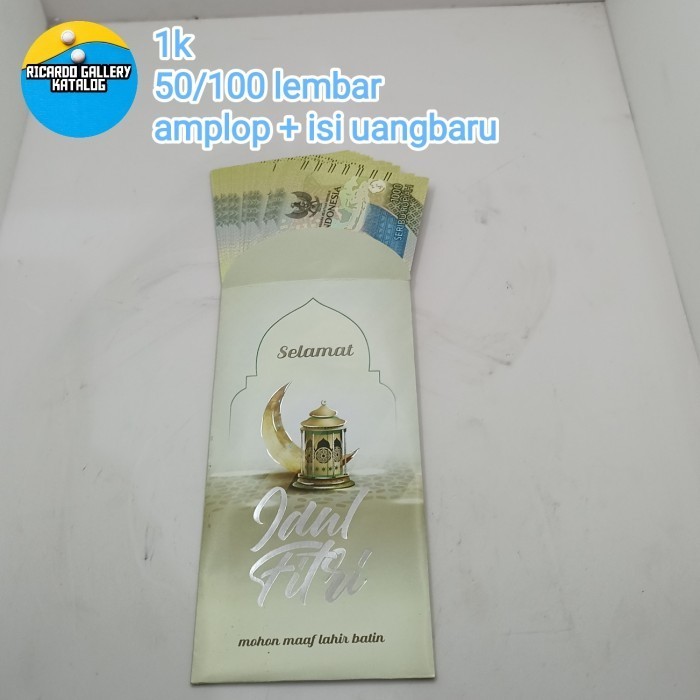 RICARDO GALLERY
KATALOG
1k
50/100 lembar
amplop + isi uangbaru
INDONESIA
1000
SERIBU RUPIAH
Selamat
Idul
Fitri
mohon maaf lahir batin